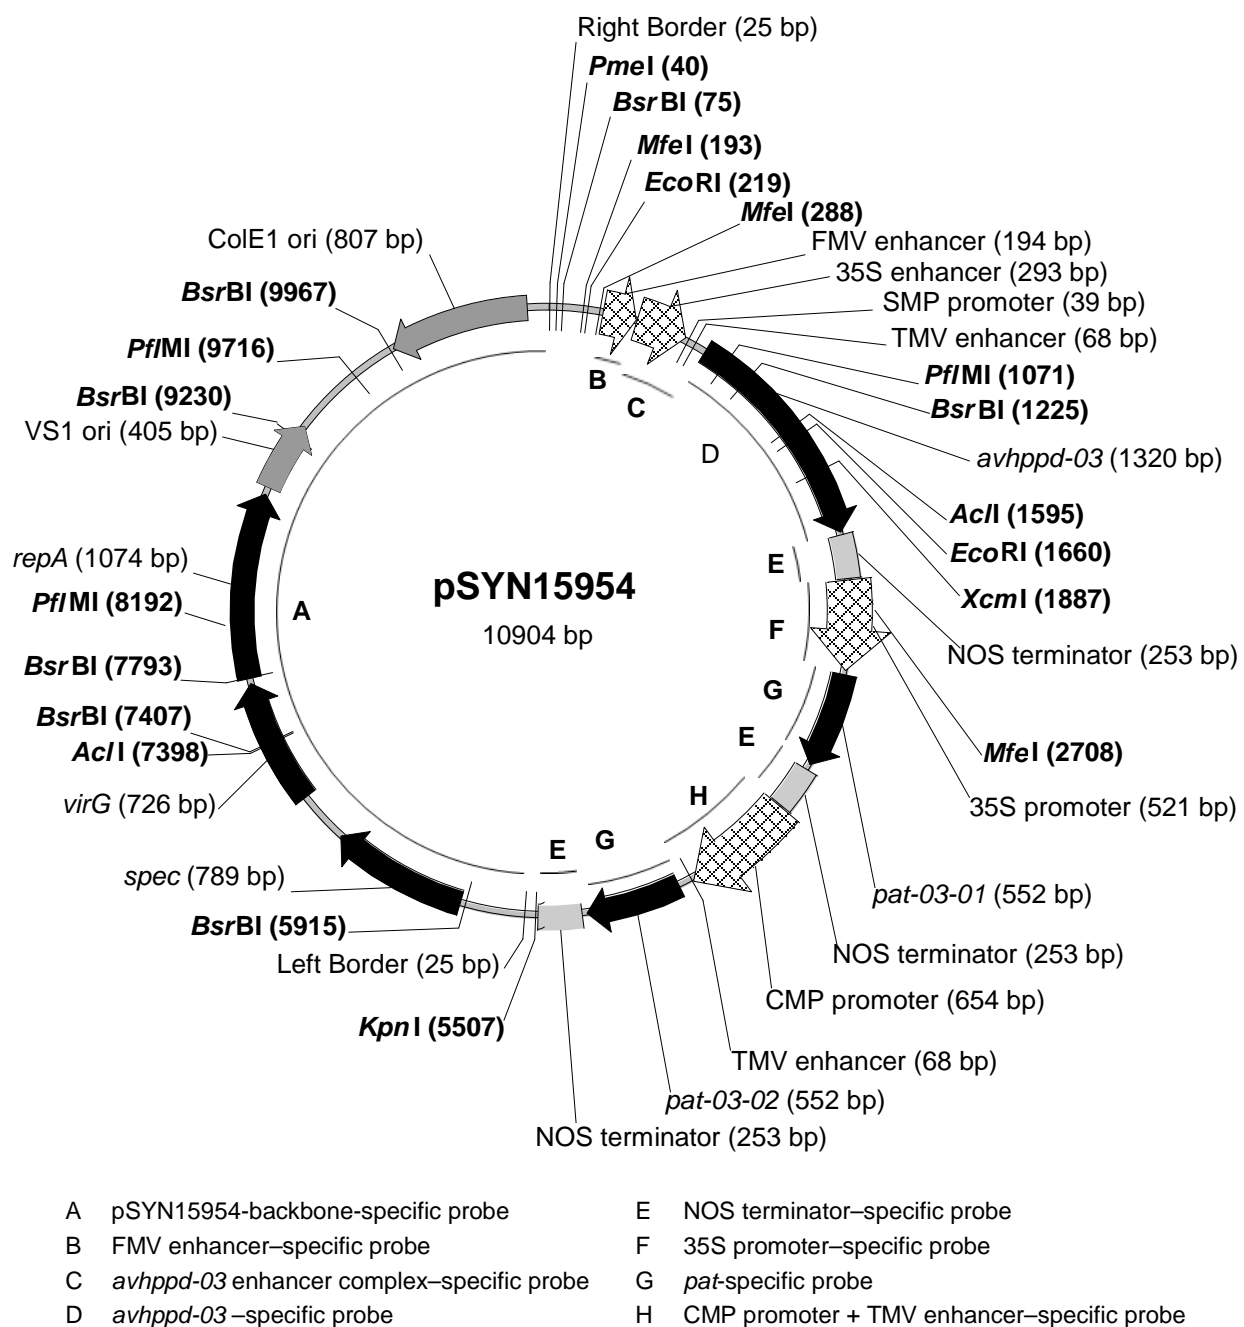 Right Border (25 bp)
PmeI (40)
BsrBI (75)
MfeI (193)
EcoRI (219)
MfeI (288)
FMV enhancer (194 bp)
35S enhancer (293 bp)
SMP promoter (39 bp)
TMV enhancer (68 bp)
PflMI (1071)
BsrBI (1225)
avhppd-03 (1320 bp)
AclI (1595)
EcoRI (1660)
XcmI (1887)
NOS terminator (253 bp)
MfeI (2708)
35S promoter (521 bp)
pat-03-01 (552 bp)
NOS terminator (253 bp)
CMP promoter (654 bp)
TMV enhancer (68 bp)
pat-03-02 (552 bp)
NOS terminator (253 bp)
KpnI (5507)
Left Border (25 bp)
BsrBI (5915)
spec (789 bp)
virG (726 bp)
AclI (7398)
BsrBI (7407)
BsrBI (7793)
PflMI (8192)
repA (1074 bp)
VS1 ori (405 bp)
BsrBI (9230)
PflMI (9716)
BsrBI (9967)
ColE1 ori (807 bp)
B
C
D
E
F
G
E
H
G
E
A
pSYN15954
10904 bp
A pSYN15954-backbone-specific probe
B FMV enhancer–specific probe
C avhppd-03 enhancer complex–specific probe
D avhppd-03 –specific probe
E NOS terminator–specific probe
F 35S promoter–specific probe
G pat-specific probe
H CMP promoter + TMV enhancer–specific probe